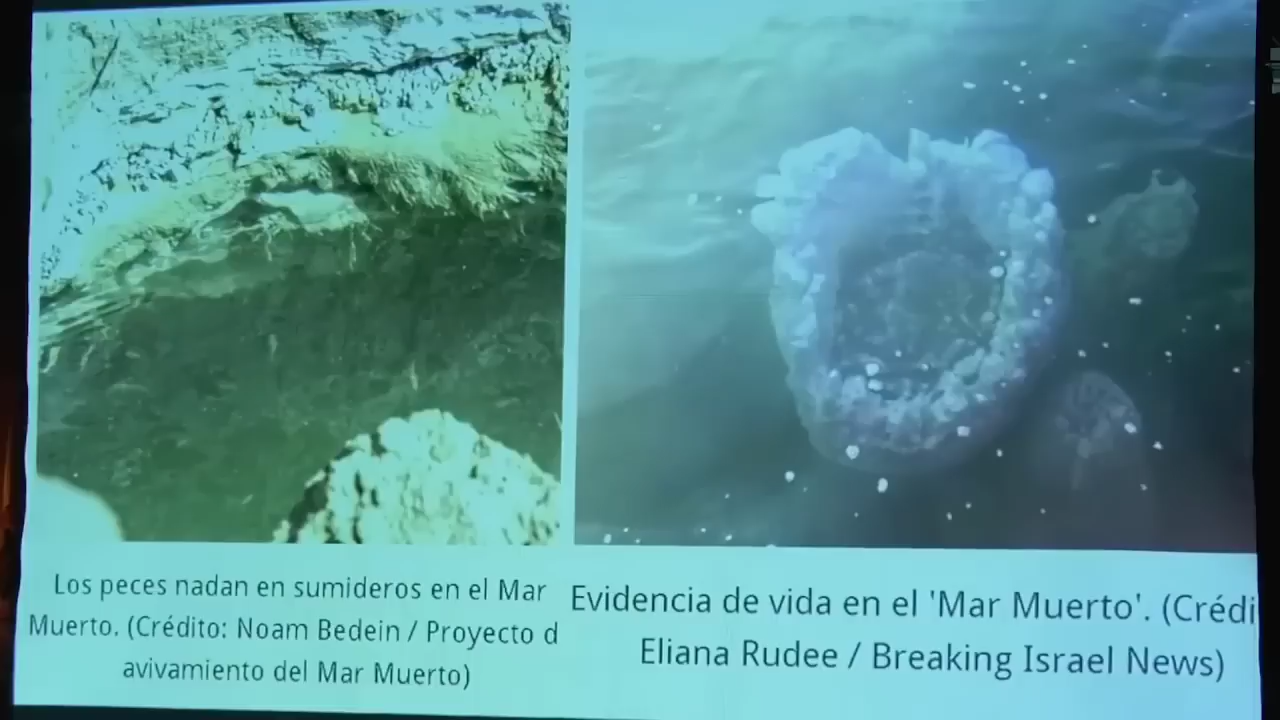 Los peces nadan en sumideros en el Mar
Muerto. (Crédito: Noam Bedein / Proyecto d
avivamiento del Mar Muerto)
Evidencia de vida en el 'Mar Muerto'. (Crédi
Eliana Rudee / Breaking Israel News)